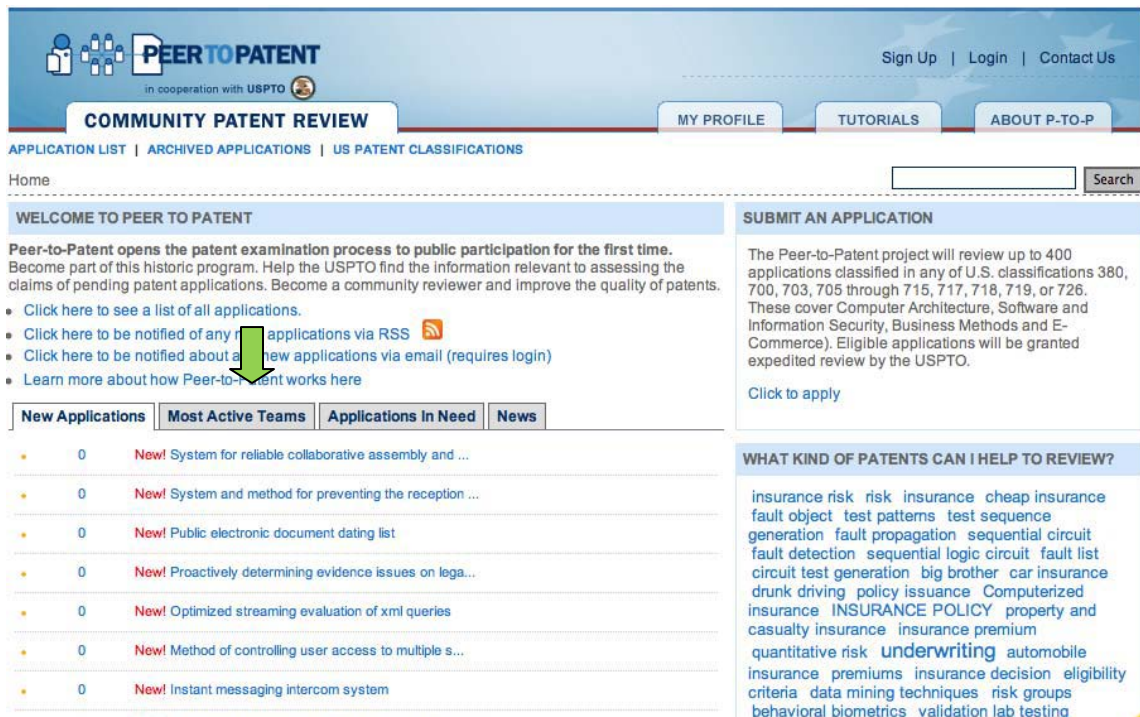 PEERTOPATENT
in cooperation with USPTO
Sign Up | Login | Contact Us
COMMUNITY PATENT REVIEW
MY PROFILE
TUTORIALS
ABOUT P-TO-P
APPLICATION LIST | ARCHIVED APPLICATIONS | US PATENT CLASSIFICATIONS
Home
Search
WELCOME TO PEER TO PATENT
Peer-to-Patent opens the patent examination process to public participation for the first time.
Become part of this historic program. Help the USPTO find the information relevant to assessing the
claims of pending patent applications. Become a community reviewer and improve the quality of patents.
Click here to see a list of all applications.
Click here to be notified of any applications via RSS
Click here to be notified about new applications via email (requires login)
Learn more about how Peer-to-Patent works here
New Applications
Most Active Teams
Applications In Need
News
0 New! System for reliable collaborative assembly and ...
0 New! System and method for preventing the reception ...
0 New! Public electronic document dating list
0 New! Proactively determining evidence issues on lega...
0 New! Optimized streaming evaluation of xml queries
0 New! Method of controlling user access to multiple s...
0 New! Instant messaging intercom system
SUBMIT AN APPLICATION
The Peer-to-Patent project will review up to 400
applications classified in any of U.S. classifications 380,
700, 703, 705 through 715, 717, 718, 719, or 726.
These cover Computer Architecture, Software and
Information Security, Business Methods and E-
Commerce). Eligible applications will be granted
expedited review by the USPTO.
Click to apply
WHAT KIND OF PATENTS CAN I HELP TO REVIEW?
insurance risk risk insurance cheap insurance
fault object test patterns test sequence
generation fault propagation sequential circuit
fault detection sequential logic circuit fault list
circuit test generation big brother car insurance
drunk driving policy issuance Computerized
insurance INSURANCE POLICY property and
casualty insurance insurance premium
quantitative risk underwriting automobile
insurance premiums insurance decision eligibility
criteria data mining techniques risk groups
behavioral biometrics validation lab testing